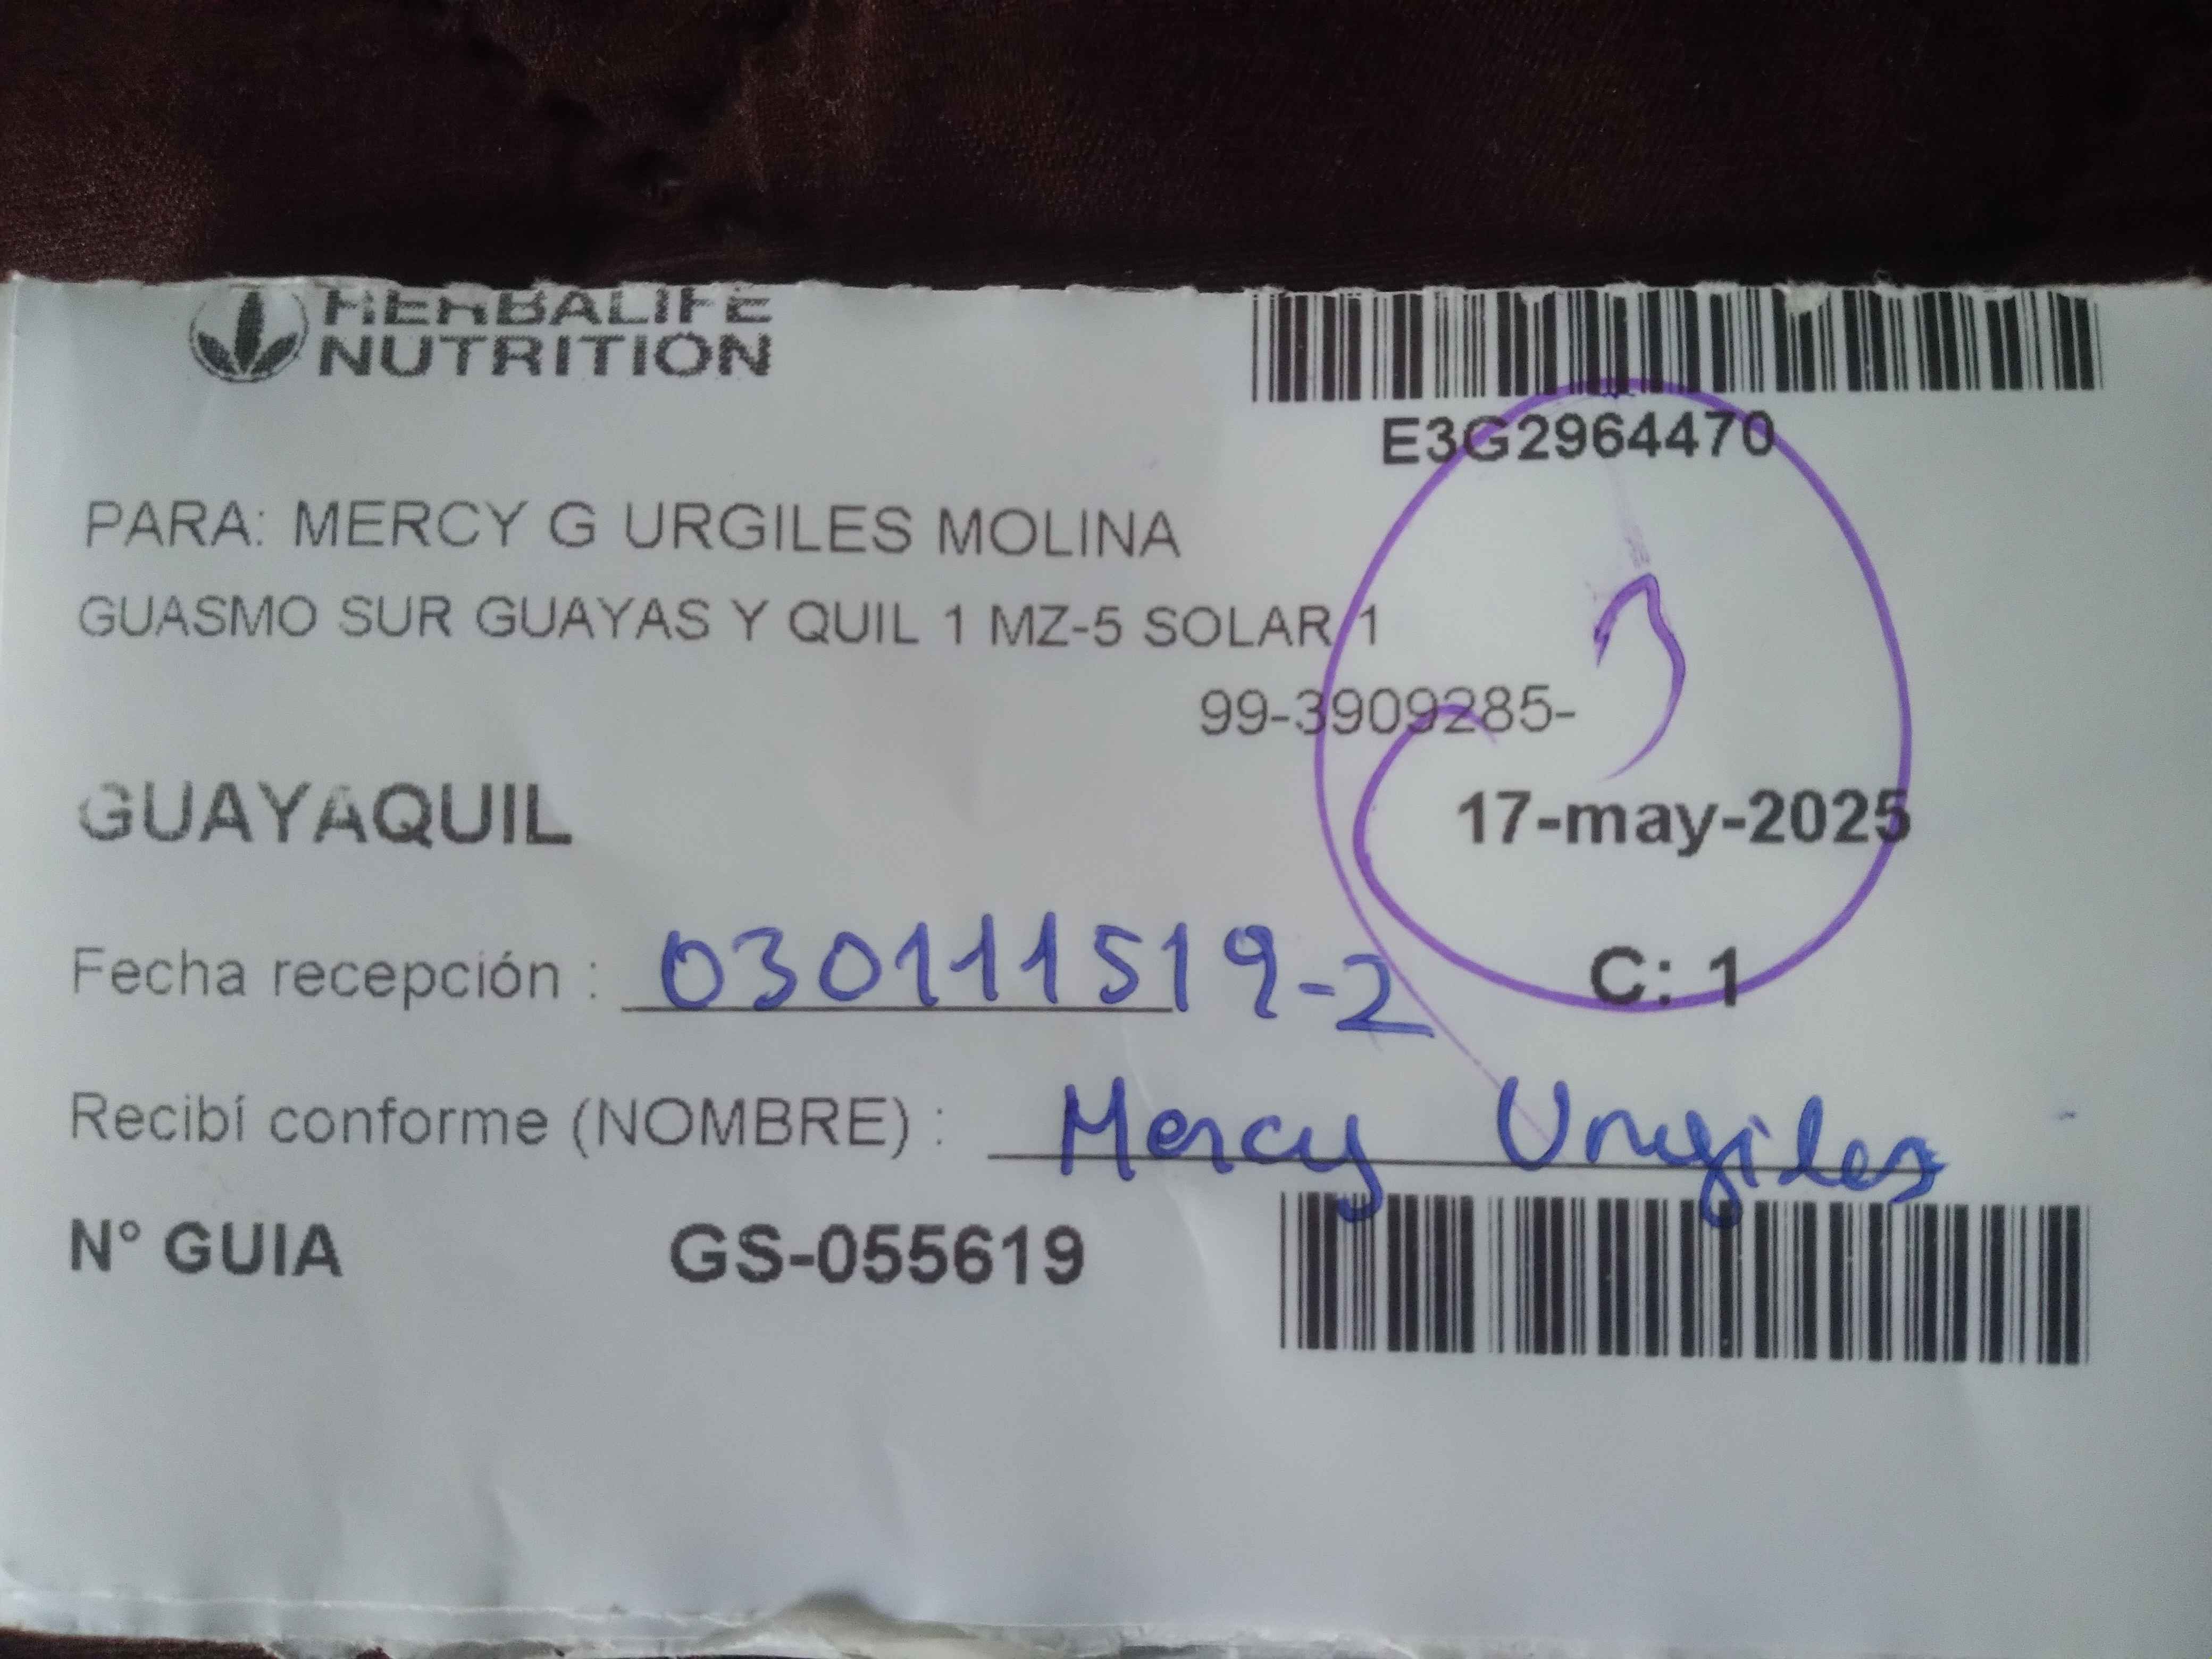 HERBALIFE
NUTRITION
E3G2964470
PARA: MERCY G URGILES MOLINA
GUASMO SUR GUAYAS Y QUIL 1 MZ-5 SOLAR 1
99-3909285-
GUAYAQUIL
17-may-2025
Fecha recepción : 030111519-2
C: 1
Recibí conforme (NOMBRE) : Mercy Urugiles
N° GUIA GS-055619